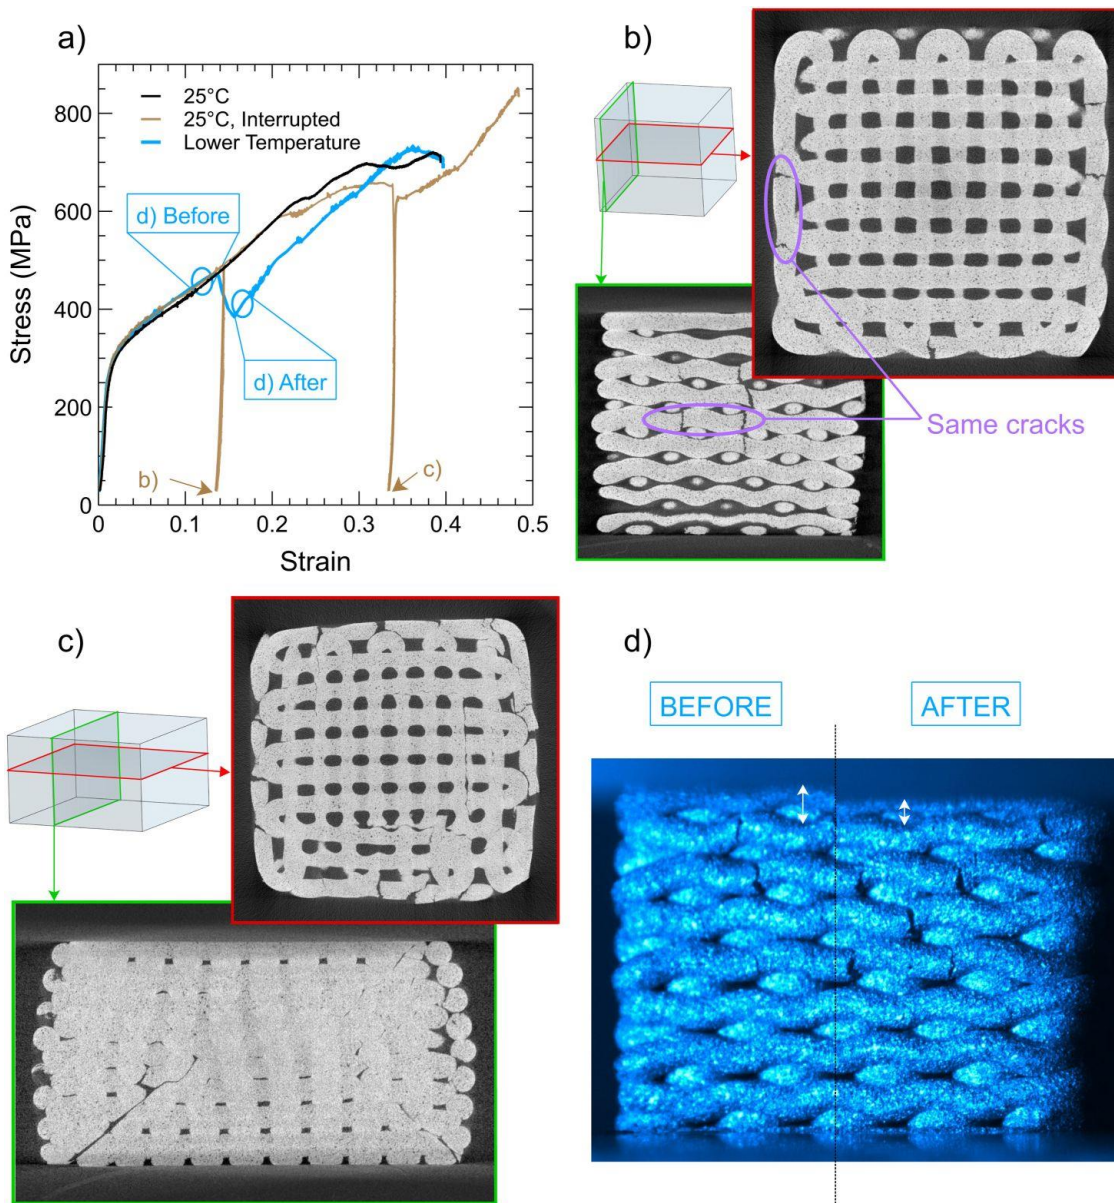 a)
25°C
25°C, Interrupted
Lower Temperature
d) Before
d) After
b)
c)
Stress (MPa)
800
600
400
200
0
0
0.1
0.2
0.3
0.4
0.5
Strain
b)
Same cracks
c)
d)
BEFORE
AFTER